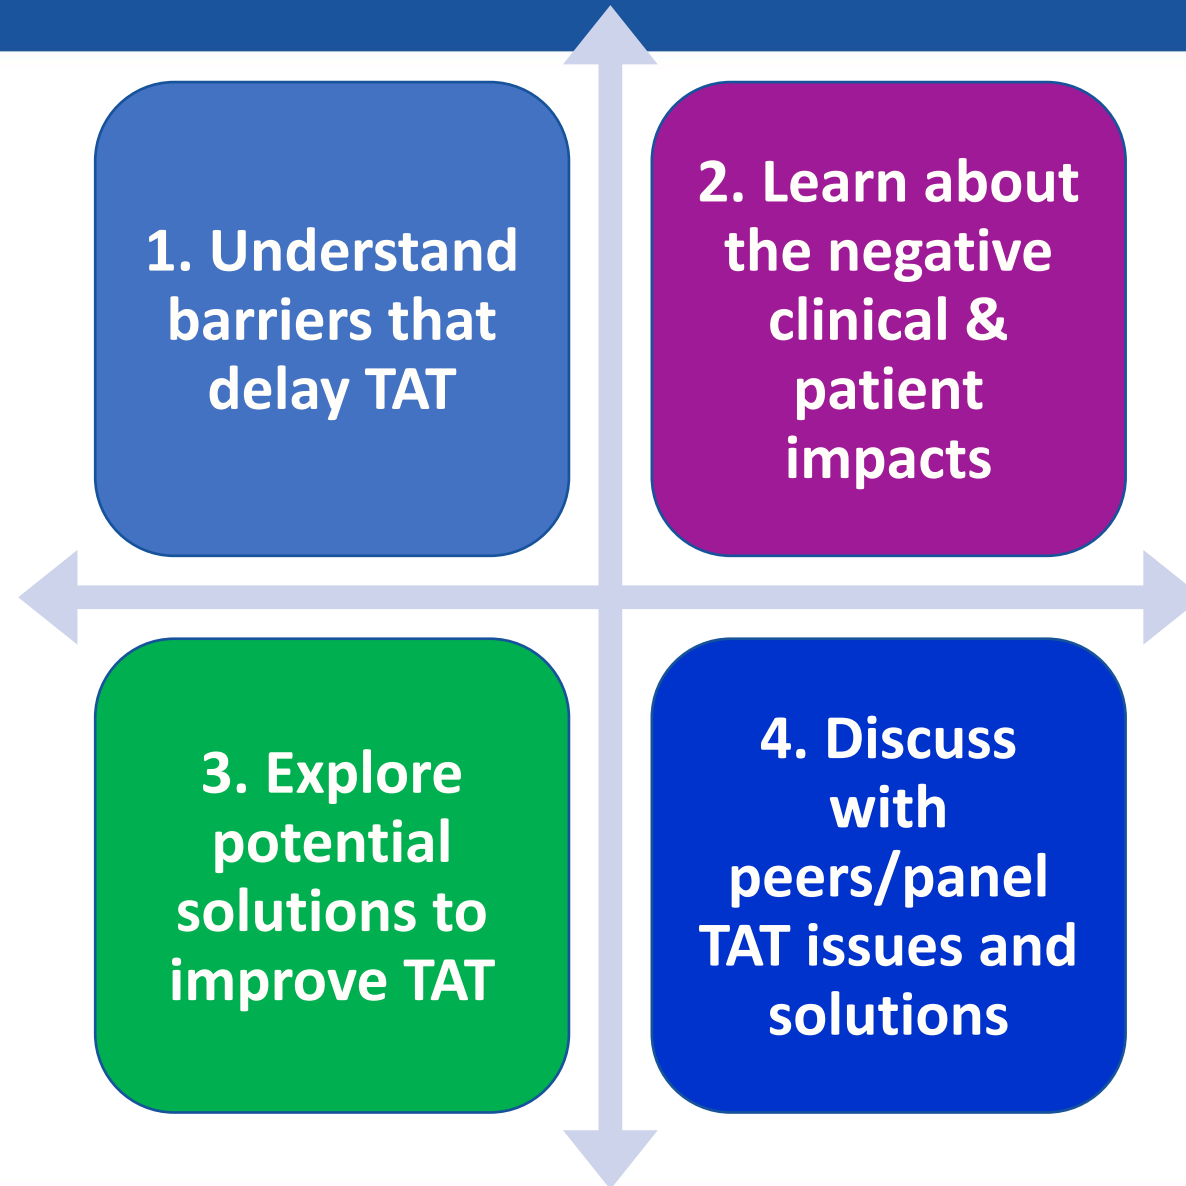 1. Understand
barriers that
delay TAT
2. Learn about
the negative
clinical &
patient
impacts
3. Explore
potential
solutions to
improve TAT
4. Discuss
with
peers/panel
TAT issues and
solutions